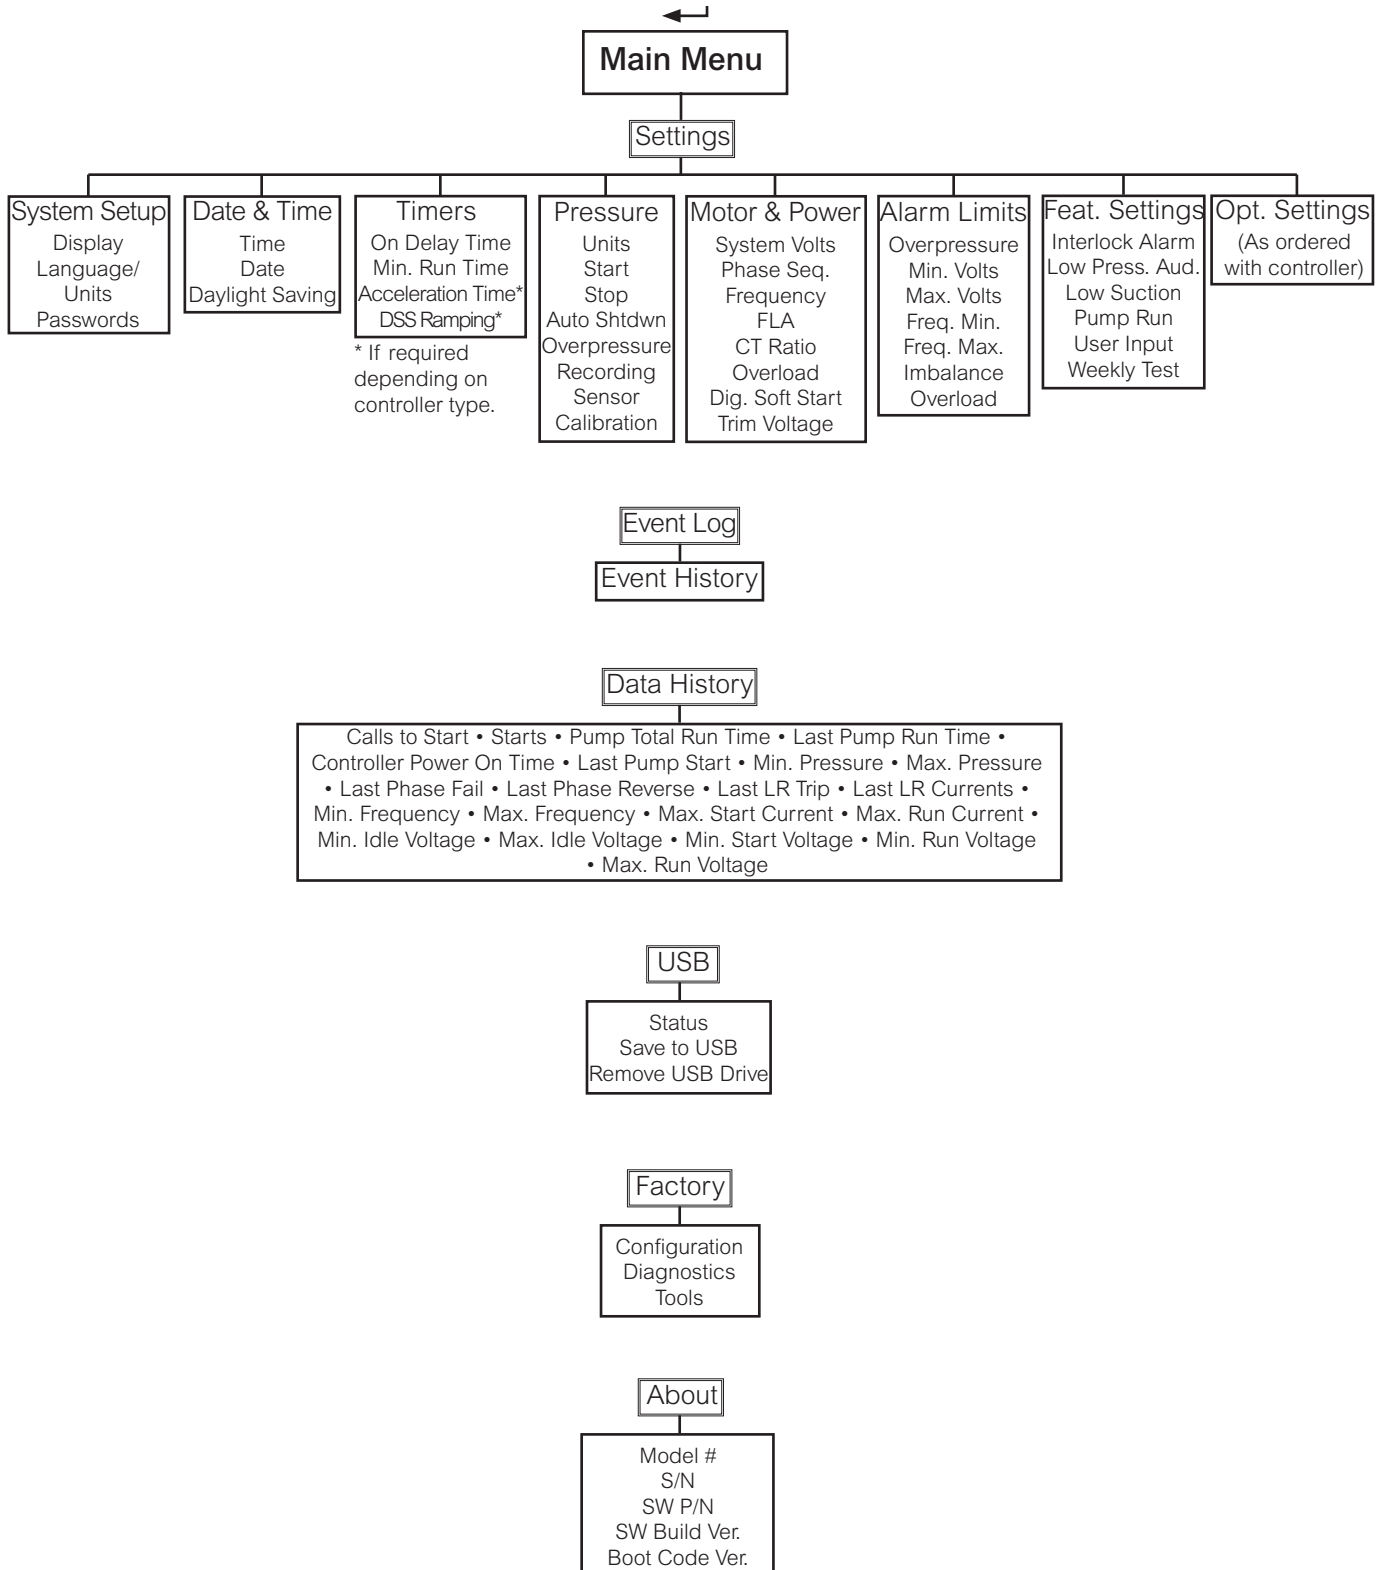 Main Menu
Settings
System Setup
Display
Language/
Units
Passwords
Date & Time
Time
Date
Daylight Saving
Timers
On Delay Time
Min. Run Time
Acceleration Time*
DSS Ramping*
* If required
depending on
controller type.
Pressure
Units
Start
Stop
Auto Shtdwn
Overpressure
Recording
Sensor
Calibration
Motor & Power
System Volts
Phase Seq.
Frequency
FLA
CT Ratio
Overload
Dig. Soft Start
Trim Voltage
Alarm Limits
Overpressure
Min. Volts
Max. Volts
Freq. Min.
Freq. Max.
Imbalance
Overload
Feat. Settings
Interlock Alarm
Low Press. Aud.
Low Suction
Pump Run
User Input
Weekly Test
Opt. Settings
(As ordered
with controller)
Event Log
Event History
Data History
Calls to Start • Starts • Pump Total Run Time • Last Pump Run Time •
Controller Power On Time • Last Pump Start • Min. Pressure • Max. Pressure
• Last Phase Fail • Last Phase Reverse • Last LR Trip • Last LR Currents •
Min. Frequency • Max. Frequency • Max. Start Current • Max. Run Current •
Min. Idle Voltage • Max. Idle Voltage • Min. Start Voltage • Min. Run Voltage
• Max. Run Voltage
USB
Status
Save to USB
Remove USB Drive
Factory
Configuration
Diagnostics
Tools
About
Model #
S/N
SW P/N
SW Build Ver.
Boot Code Ver.